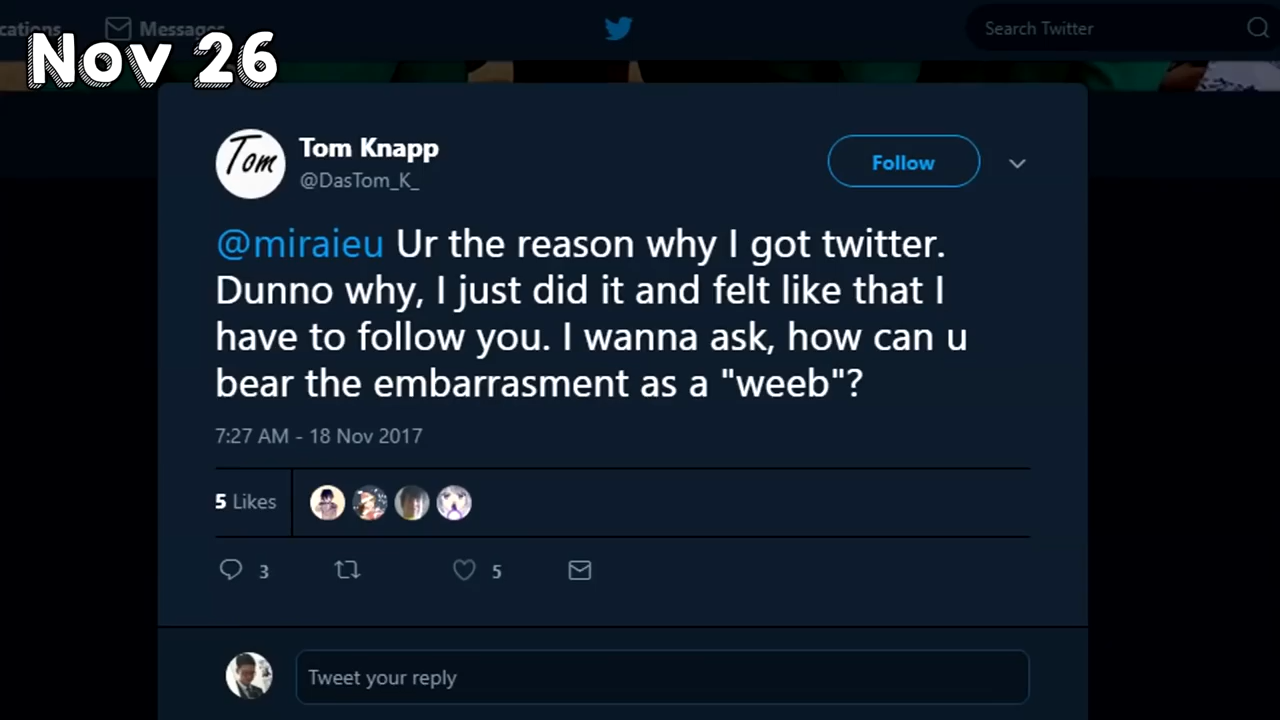 cations
Messages
Search Twitter
Nov 26
Tom
Tom Knapp
@DasTom_K_
Follow
@miraieu Ur the reason why I got twitter.
Dunno why, I just did it and felt like that I
have to follow you. I wanna ask, how can u
bear the embarrasment as a "weeb"?
7:27 AM - 18 Nov 2017
5 Likes
3
5
Tweet your reply